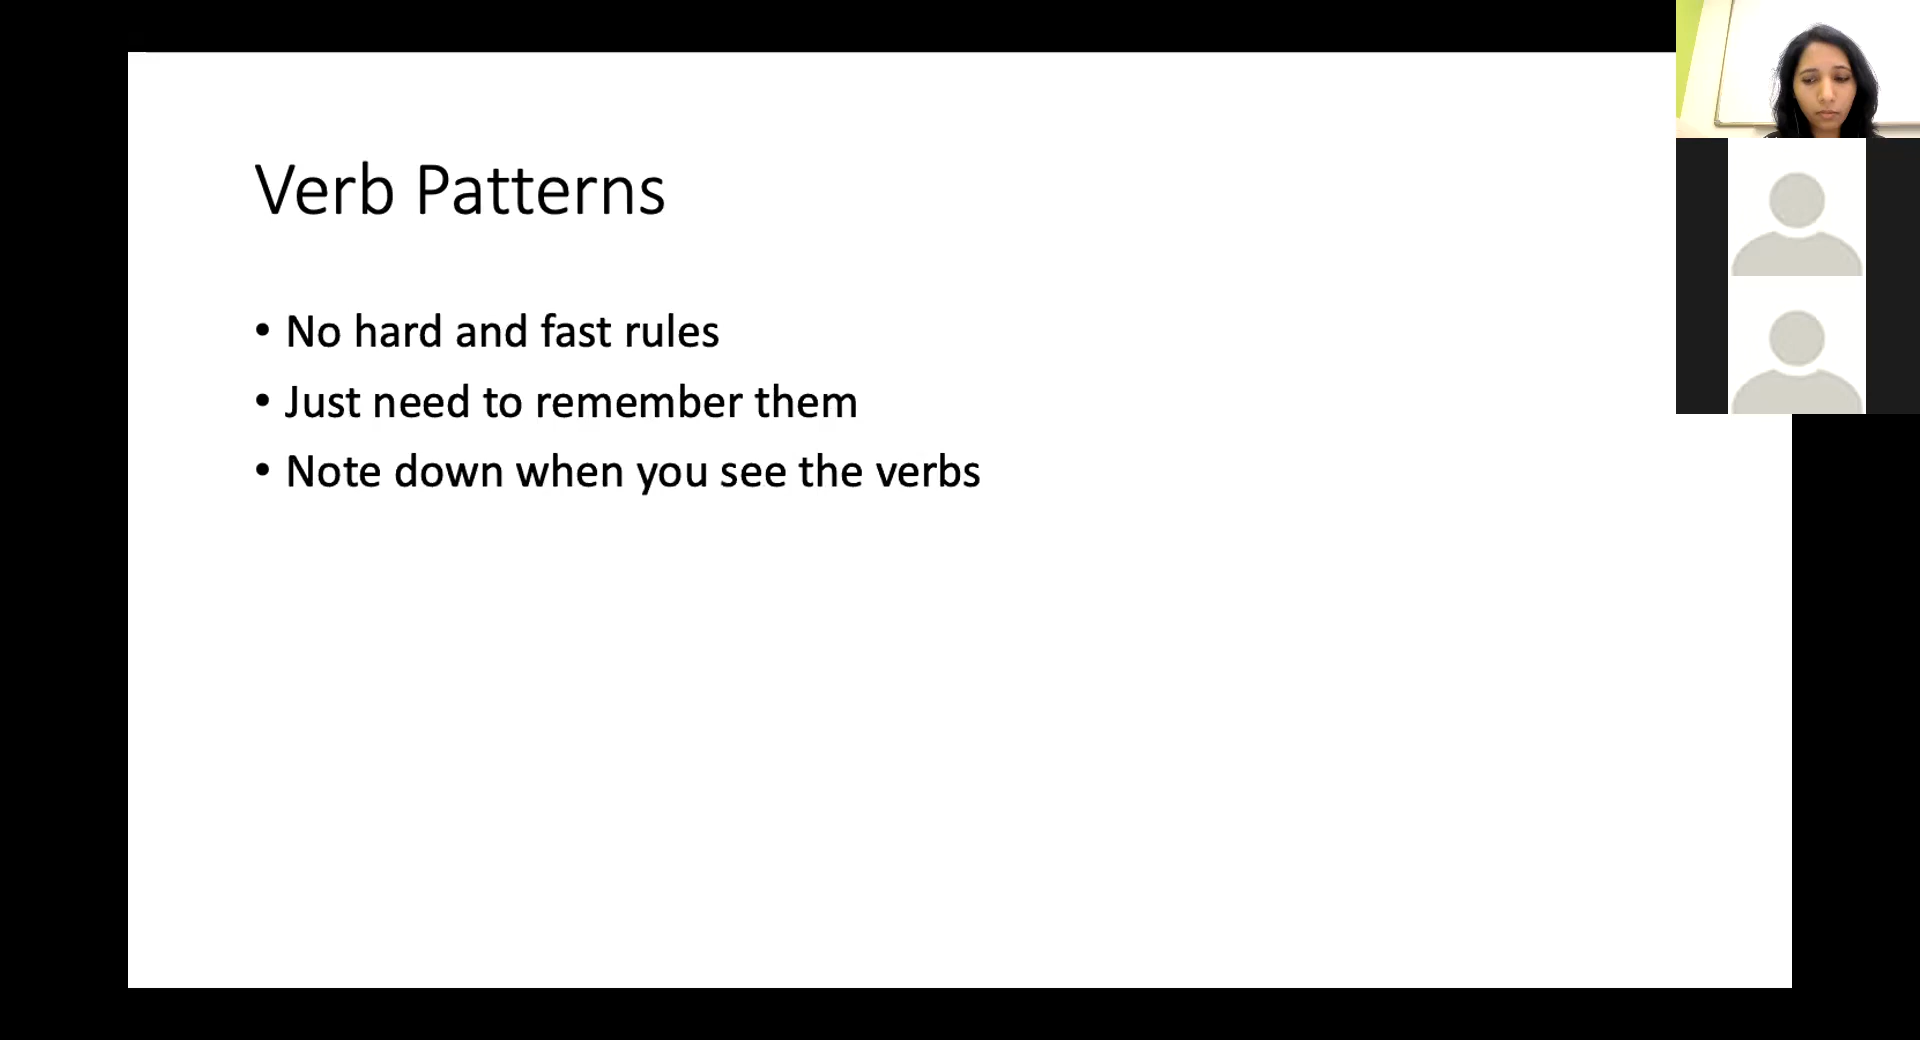 Verb Patterns
• No hard and fast rules
• Just need to remember them
• Note down when you see the verbs